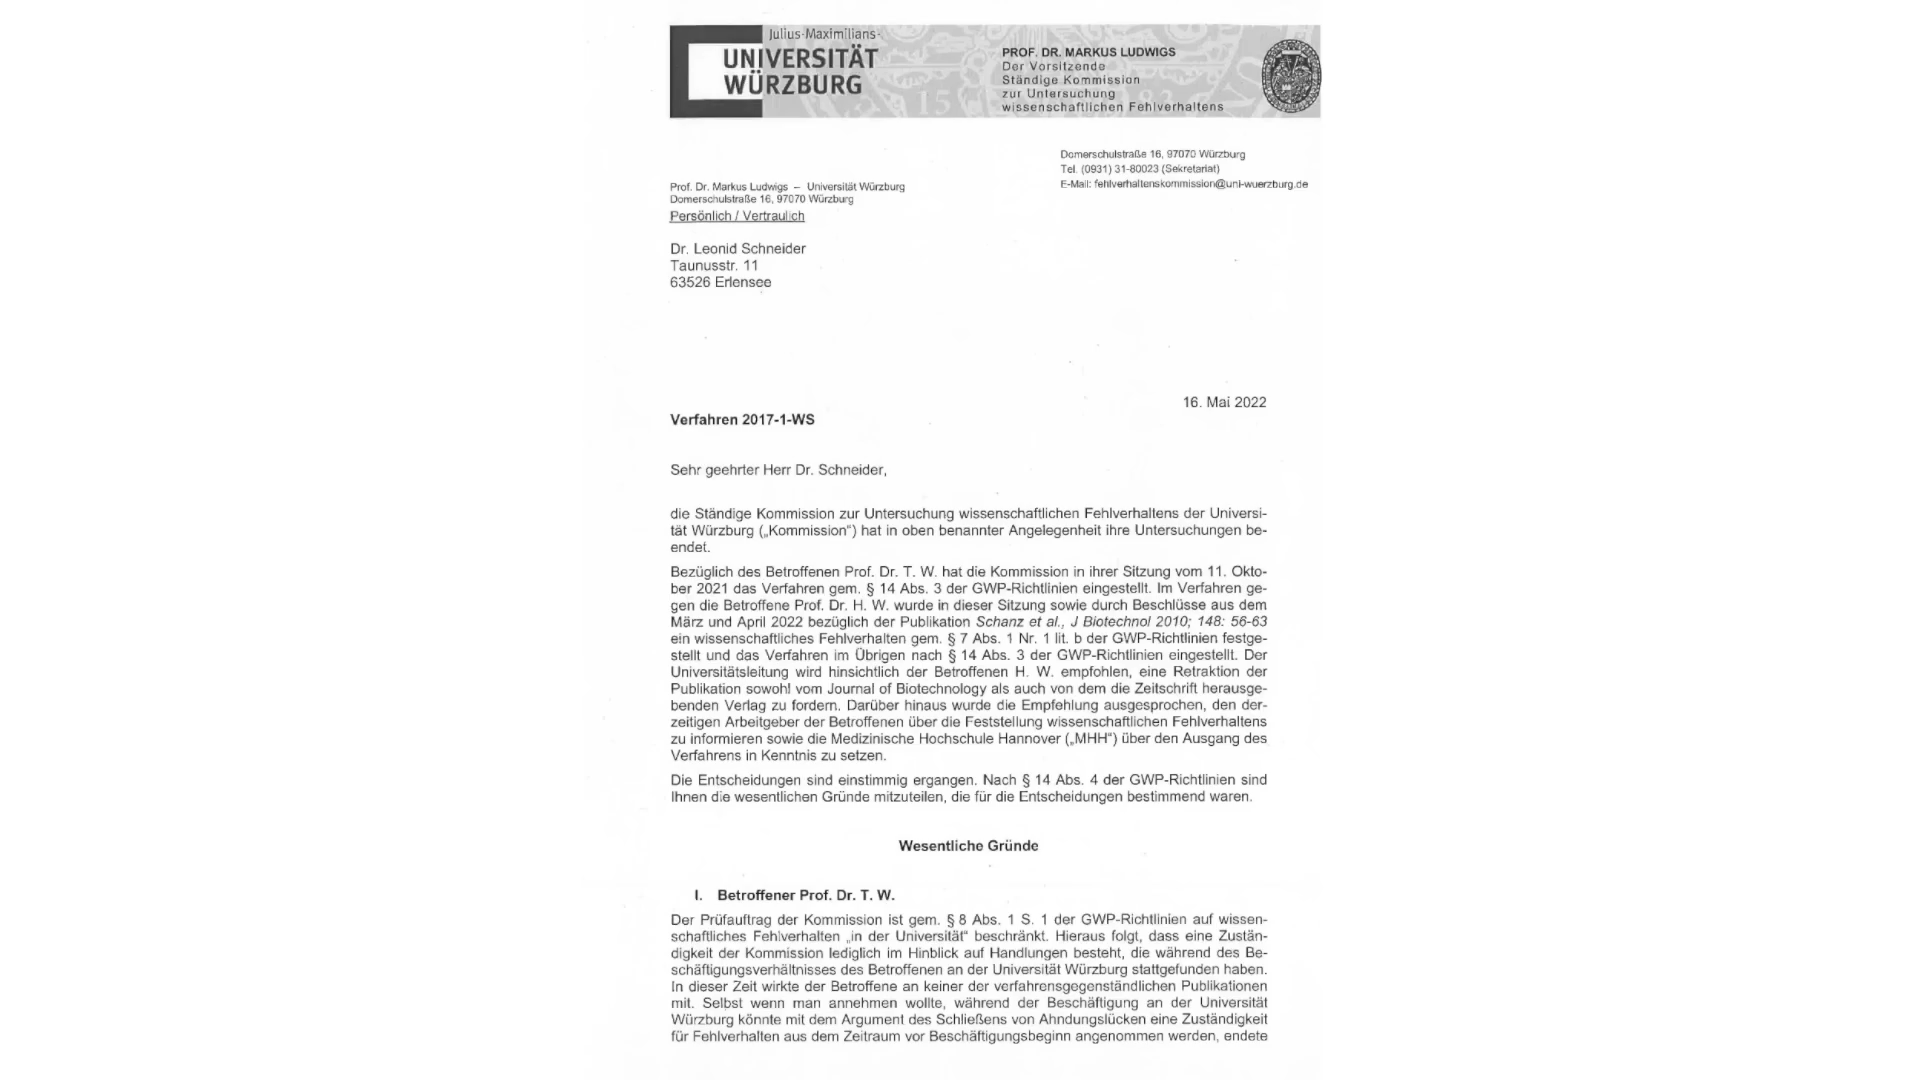 Julius-Maximilians-
UNIVERSITÄT
WÜRZBURG
PROF. DR. MARKUS LUDWIGS
Der Vorsitzende
Ständige Kommission
zur Untersuchung
wissenschaftlichen Fehlverhaltens
Domerschulstraße 16, 97070 Würzburg
Tel. (0931) 31-80023 (Sekretariat)
E-Mail: fehlverhaltenskommission@uni-wuerzburg.de
Prof. Dr. Markus Ludwigs – Universität Würzburg
Domerschulstraße 16, 97070 Würzburg
Persönlich / Vertraulich
Dr. Leonid Schneider
Taunusstr. 11
63526 Erlensee
16. Mai 2022
Verfahren 2017-1-WS
Sehr geehrter Herr Dr. Schneider,
die Ständige Kommission zur Untersuchung wissenschaftlichen Fehlverhaltens der Universi-
tät Würzburg („Kommission“) hat in oben benannter Angelegenheit ihre Untersuchungen be-
endet.
Bezüglich des Betroffenen Prof. Dr. T. W. hat die Kommission in ihrer Sitzung vom 11. Okto-
ber 2021 das Verfahren gem. § 14 Abs. 3 der GWP-Richtlinien eingestellt. Im Verfahren ge-
gen die Betroffene Prof. Dr. H. W. wurde in dieser Sitzung sowie durch Beschlüsse aus dem
März und April 2022 bezüglich der Publikation Schanz et al., J Biotechnol 2010; 148: 56-63
ein wissenschaftliches Fehlverhalten gem. § 7 Abs. 1 Nr. 1 lit. b der GWP-Richtlinien festge-
stellt und das Verfahren im Übrigen nach § 14 Abs. 3 der GWP-Richtlinien eingestellt. Der
Universitätsleitung wird hinsichtlich der Betroffenen H. W. empfohlen, eine Retraktion der
Publikation sowohl vom Journal of Biotechnology als auch von dem die Zeitschrift herausge-
benden Verlag zu fordern. Darüber hinaus wurde die Empfehlung ausgesprochen, den der-
zeitigen Arbeitgeber der Betroffenen über die Feststellung wissenschaftlichen Fehlverhaltens
zu informieren sowie die Medizinische Hochschule Hannover („MHH“) über den Ausgang des
Verfahrens in Kenntnis zu setzen.
Die Entscheidungen sind einstimmig ergangen. Nach § 14 Abs. 4 der GWP-Richtlinien sind
Ihnen die wesentlichen Gründe mitzuteilen, die für die Entscheidungen bestimmend waren.
Wesentliche Gründe
I. Betroffener Prof. Dr. T. W.
Der Prüfauftrag der Kommission ist gem. § 8 Abs. 1 S. 1 der GWP-Richtlinien auf wissen-
schaftliches Fehlverhalten „in der Universität“ beschränkt. Hieraus folgt, dass eine Zustän-
digkeit der Kommission lediglich im Hinblick auf Handlungen besteht, die während des Be-
schäftigungsverhältnisses des Betroffenen an der Universität Würzburg stattgefunden haben.
In dieser Zeit wirkte der Betroffene an keiner der verfahrensgegenständlichen Publikationen
mit. Selbst wenn man annehmen wollte, während der Beschäftigung an der Universität
Würzburg könnte mit dem Argument des Schließens von Ahndungslücken eine Zuständigkeit
für Fehlverhalten aus dem Zeitraum vor Beschäftigungsbeginn angenommen werden, endete